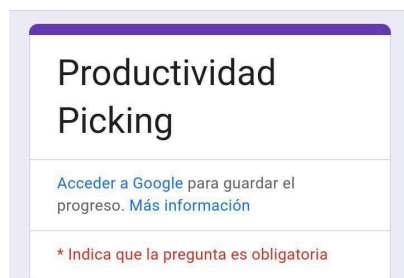 Productividad
Picking
Acceder a Google para guardar el
progreso. Más información
* Indica que la pregunta es obligatoria